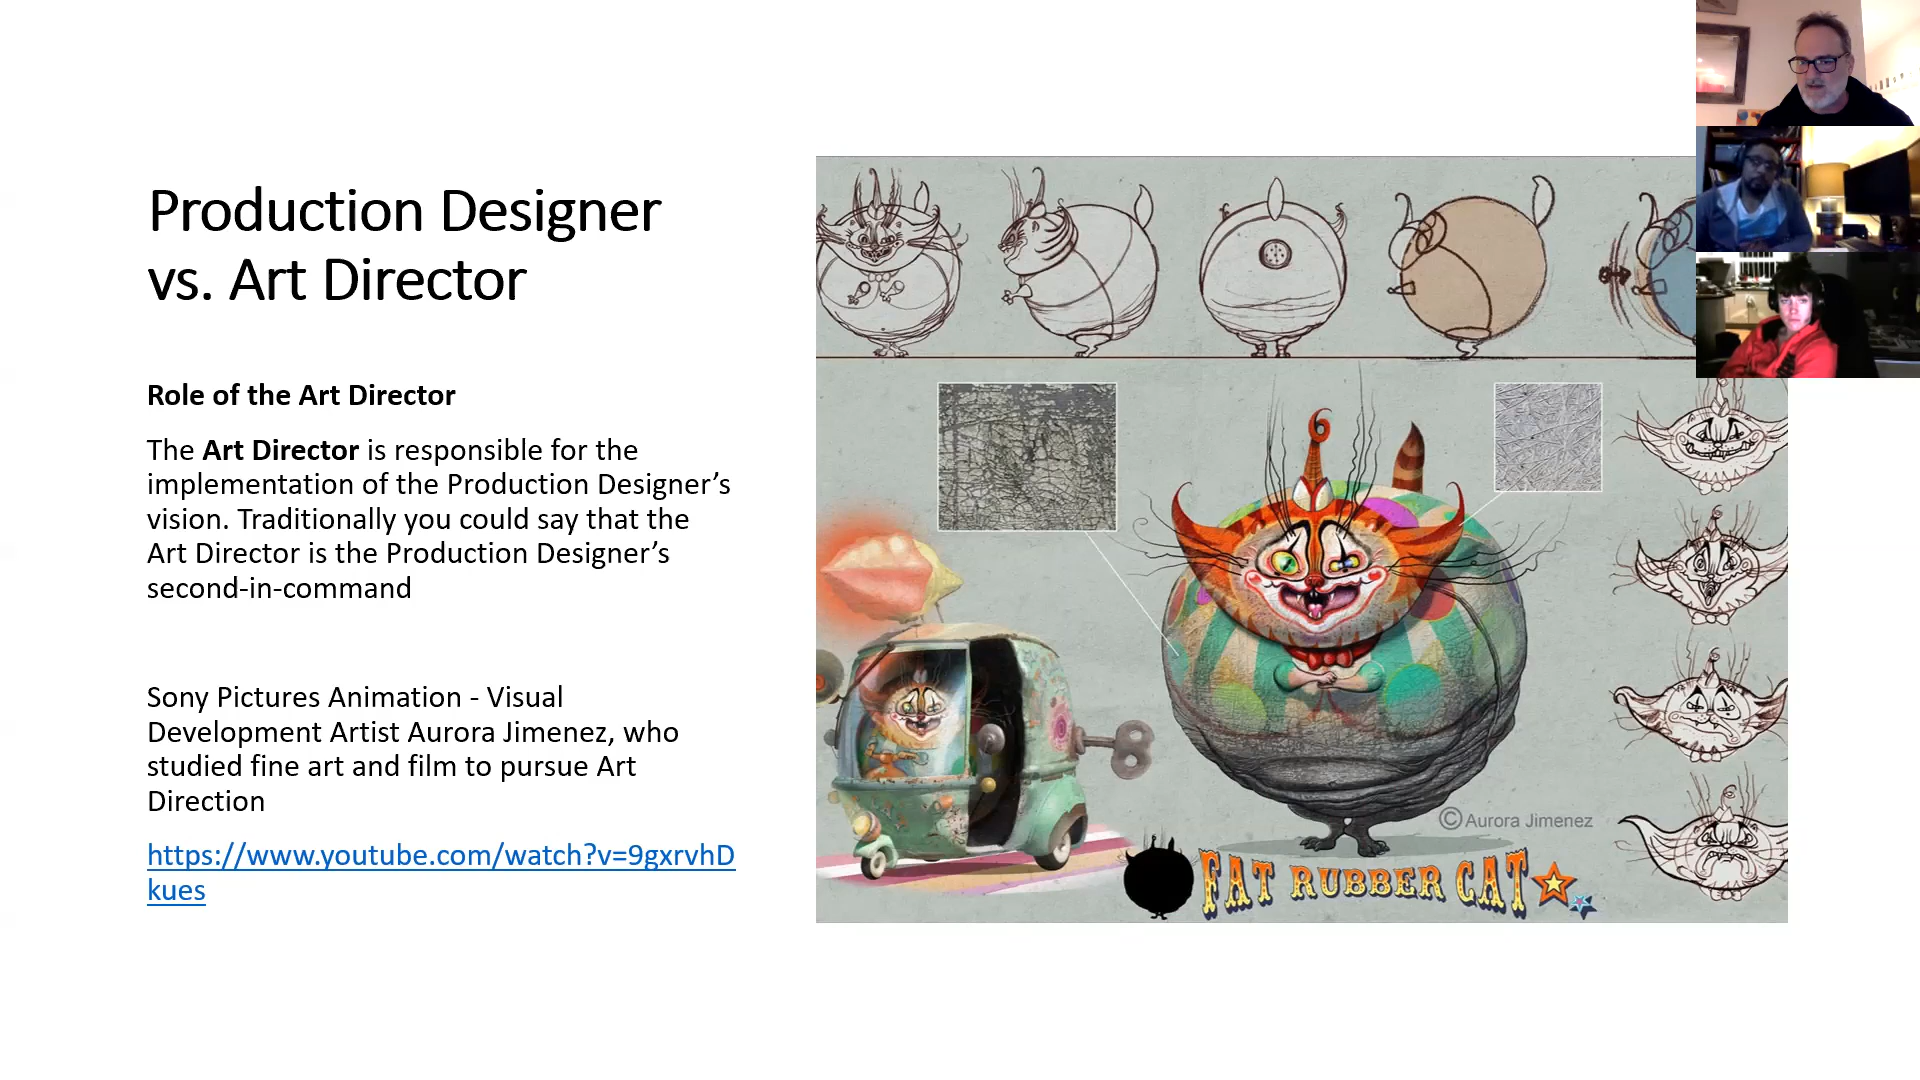 Production Designer
vs. Art Director
Role of the Art Director
The Art Director is responsible for the
implementation of the Production Designer’s
vision. Traditionally you could say that the
Art Director is the Production Designer’s
second-in-command
Sony Pictures Animation - Visual
Development Artist Aurora Jimenez, who
studied fine art and film to pursue Art
Direction
https://www.youtube.com/watch?v=9gxrvhD
kues
©Aurora Jimenez
FAT RUBBER CAT